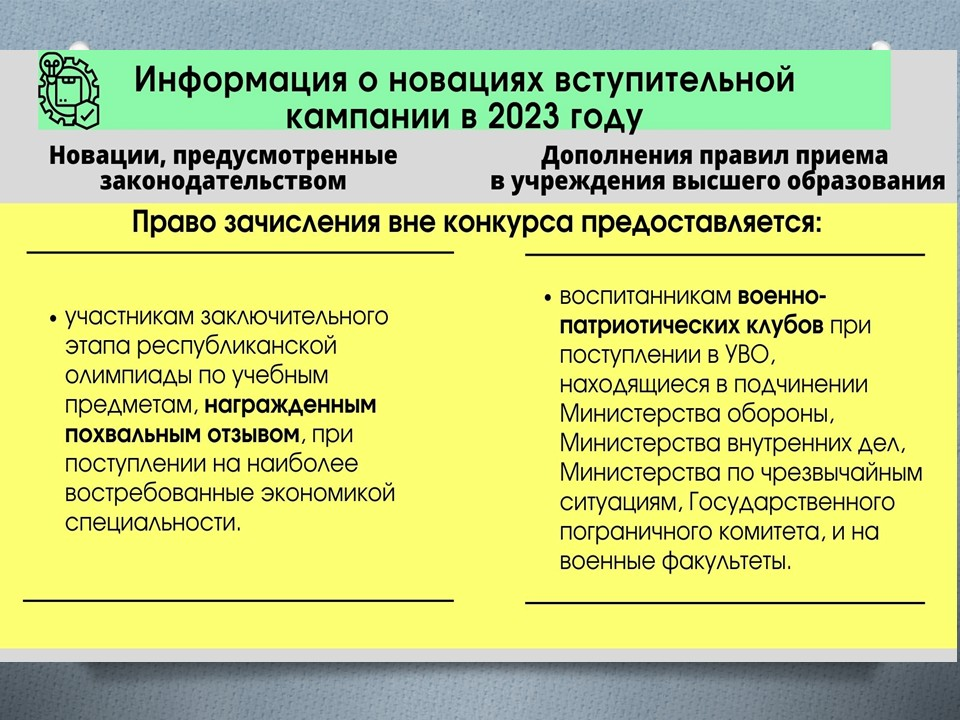 Информация о новациях вступительной
кампании в 2023 году
Новации, предусмотренные
законодательством
Дополнения правил приема
в учреждения высшего образования
Право зачисления вне конкурса предоставляется:
• участникам заключительного
этапа республиканской
олимпиады по учебным
предметам, награжденным
похвальным отзывом, при
поступлении на наиболее
востребованные экономикой
специальности.
• воспитанникам военно-
патриотических клубов при
поступлении в УВО,
находящиеся в подчинении
Министерства обороны,
Министерства внутренних дел,
Министерства по чрезвычайным
ситуациям, Государственного
пограничного комитета, и на
военные факультеты.